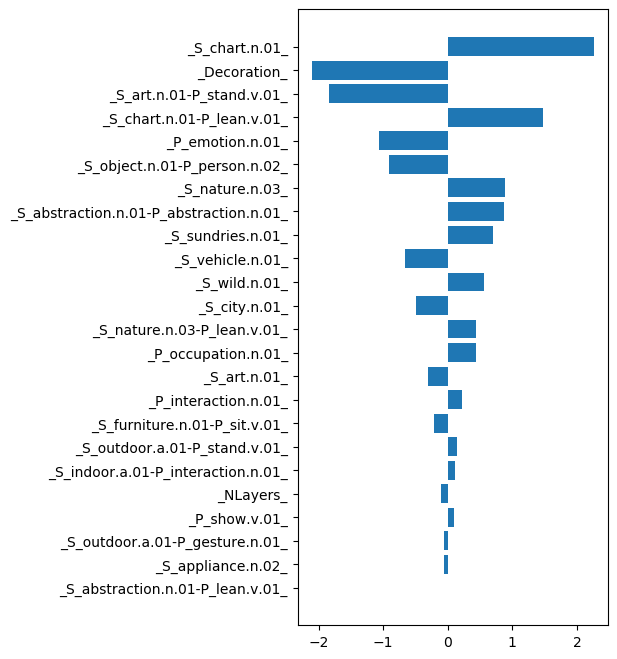 _S_chart.n.01_
_Decoration_
_S_art.n.01-P_stand.v.01_
_S_chart.n.01-P_lean.v.01_
_P_emotion.n.01_
_S_object.n.01-P_person.n.02_
_S_nature.n.03_
_S_abstraction.n.01-P_abstraction.n.01_
_S_sundries.n.01_
_S_vehicle.n.01_
_S_wild.n.01_
_S_city.n.01_
_S_nature.n.03-P_lean.v.01_
_P_occupation.n.01_
_S_art.n.01_
_P_interaction.n.01_
_S_furniture.n.01-P_sit.v.01_
_S_outdoor.a.01-P_stand.v.01_
_S_indoor.a.01-P_interaction.n.01_
_NLayers_
_P_show.v.01_
_S_outdoor.a.01-P_gesture.n.01_
_S_appliance.n.02_
_S_abstraction.n.01-P_lean.v.01_
−2 −1 0 1 2